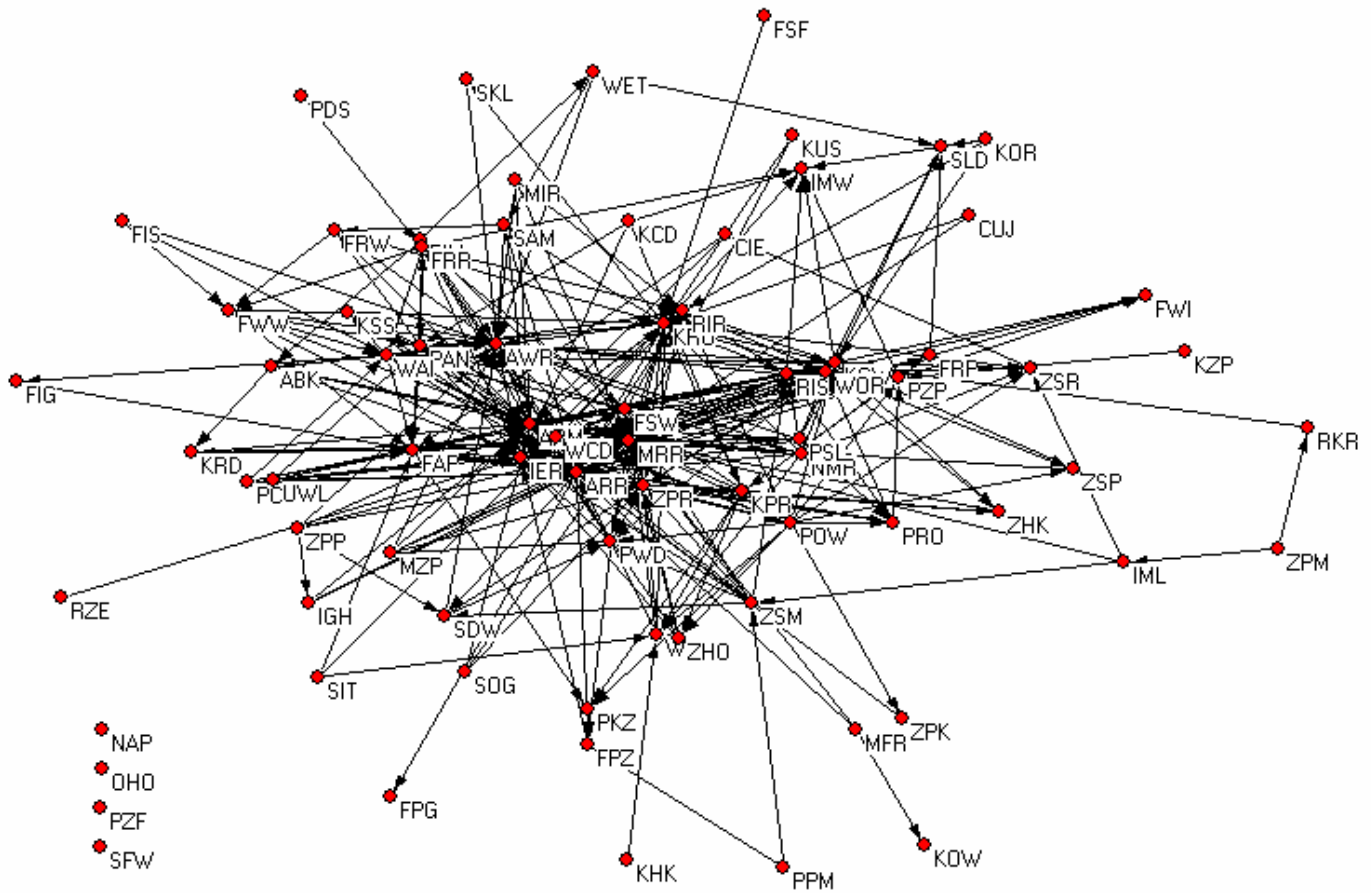 FSF
WET
SKL
PDS
KUS
KOR
SLD
IMW
MIR
CUJ
FIS
SAM
KCD
FRW
CIE
FRR
FWI
FWW
KSS
RIR
PAN
AWR
KZP
ABK
WOR
FRP
ZSR
FIG
RIS
PZP
FSW
RKR
WCD
MRR
PSL
NMR
KRD
FAF
IER
ARR
ZPR
ZSP
PCUWL
KPR
ZHK
ZPP
POW
PRO
MZP
PWD
IML
ZPM
RZE
IGH
SDW
ZSM
ZHO
SIT
SOG
PKZ
ZPK
NAP
MFR
FPZ
OHO
FPG
PZF
KOW
SFW
KHK
PPM